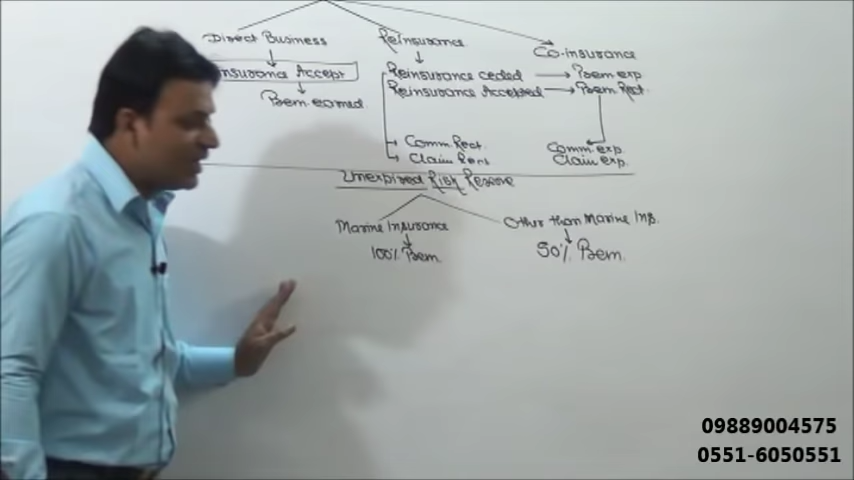 Direct Business
Reinsurance
Co-insurance
Insurance Accept
Reinsurance ceded → Prem exp
Reinsurance Accepted → Prem Rect.
Prem earned
Comm Rect.
Comm. exp.
Claim exp.
Unexpired Risk Reserve
Marine Insurance
Other than Marine Ins.
100% Prem.
50% Prem.
09889004575
0551-6050551